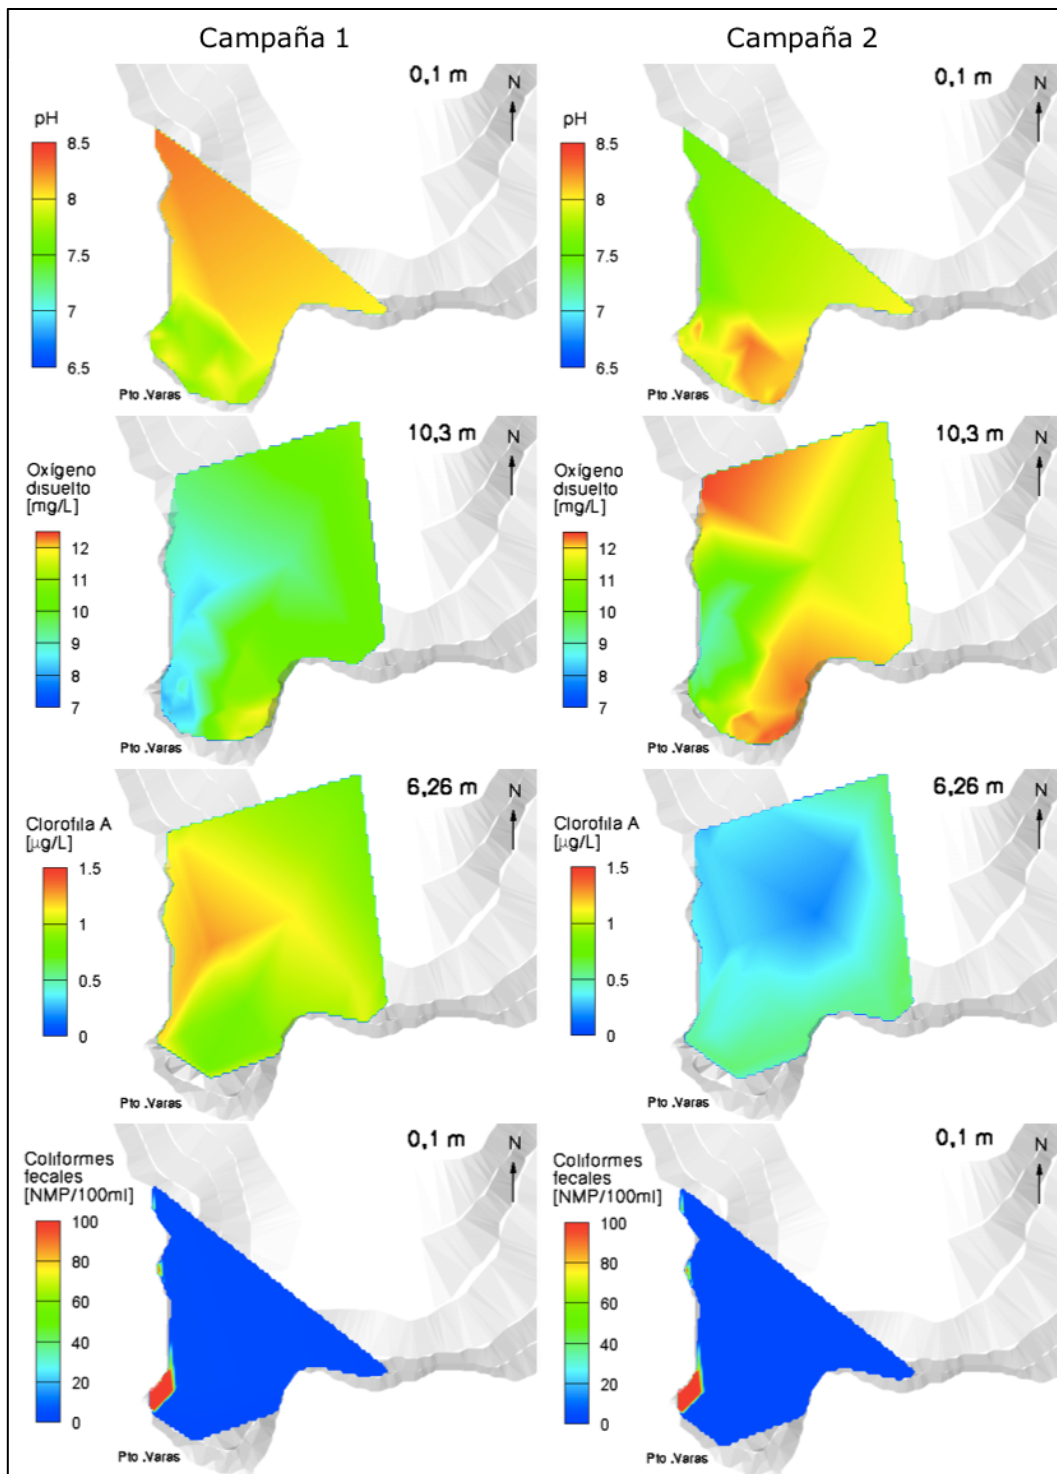 Campaña 1
Campaña 2
0,1 m
N
pH
8.5
8
7.5
7
6.5
Pto .Varas
0,1 m
N
pH
8.5
8
7.5
7
6.5
Pto .Varas
10,3 m
N
Oxígeno
disuelto
[mg/L]
12
11
10
9
8
7
Pto .Varas
10,3 m
N
Oxígeno
disuelto
[mg/L]
12
11
10
9
8
7
Pto .Varas
6,26 m
N
Clorofila A
[µg/L]
1.5
1
0.5
0
Pto .Varas
6,26 m
N
Clorofila A
[µg/L]
1.5
1
0.5
0
Pto .Varas
0,1 m
N
Coliformes
fecales
[NMP/100ml]
100
80
60
40
20
0
Pto .Varas
0,1 m
N
Coliformes
fecales
[NMP/100ml]
100
80
60
40
20
0
Pto .Varas